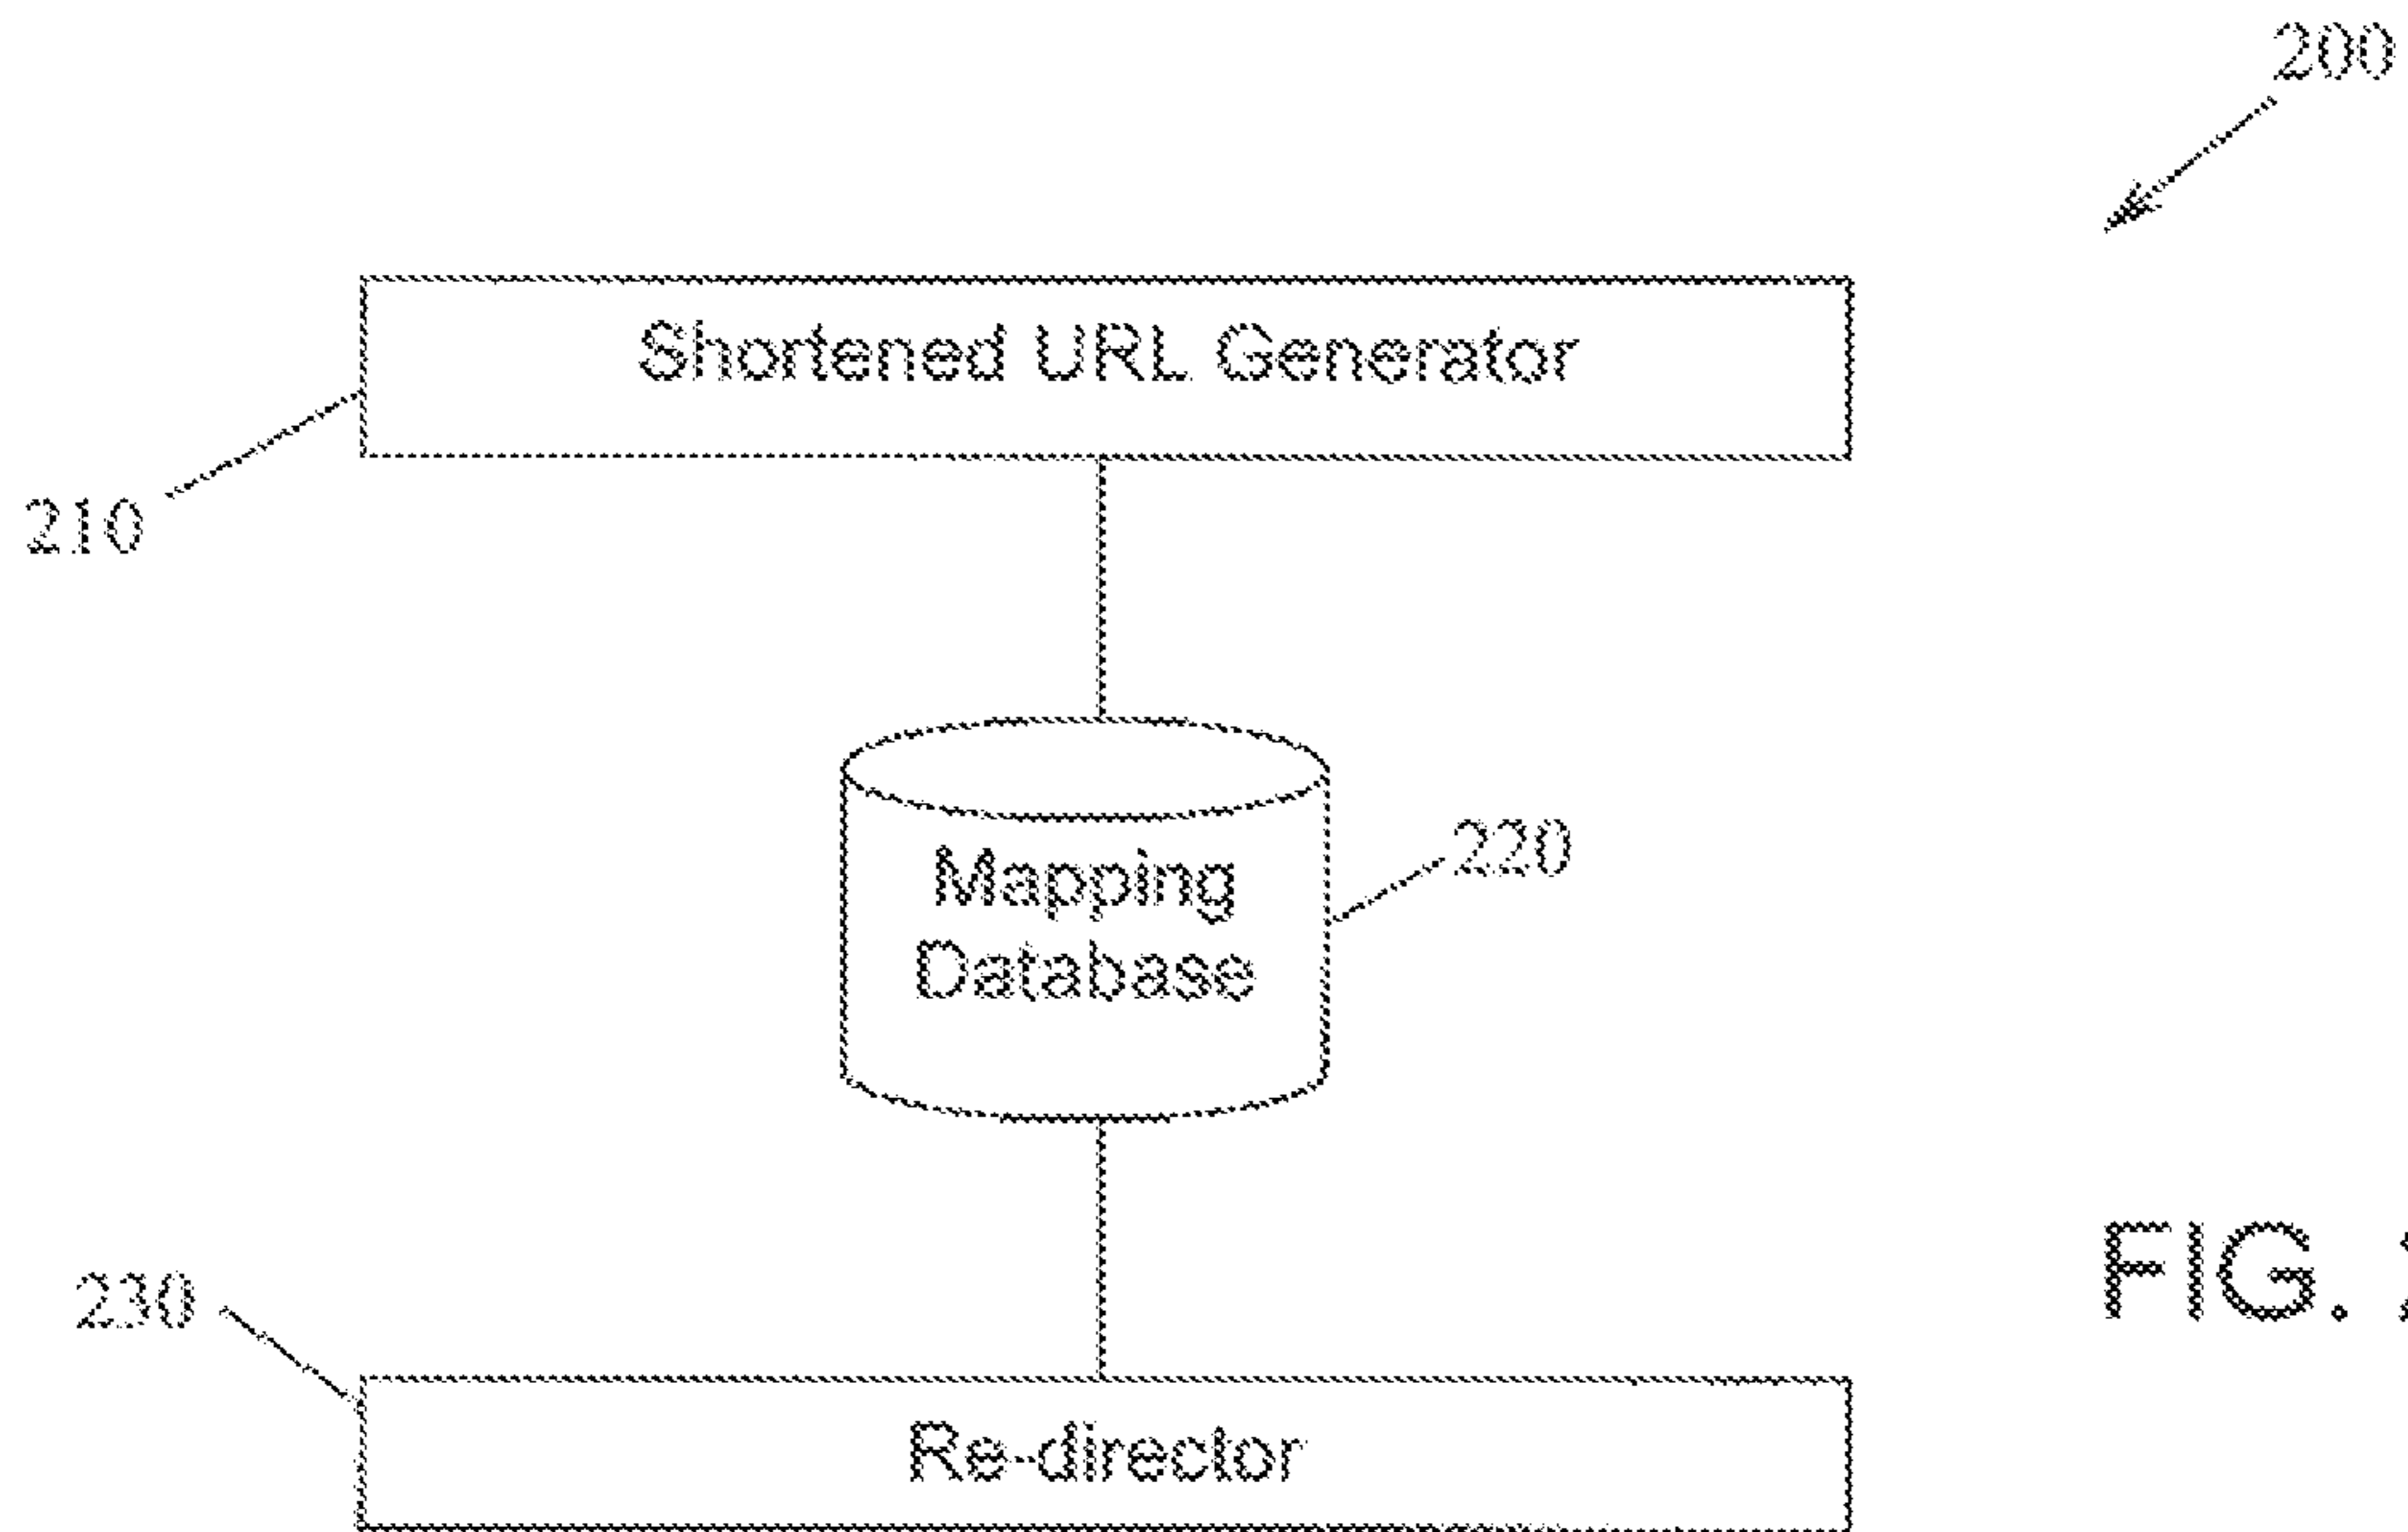 200
Shortened URL Generator
210
Mapping
Database
220
230
FIG.
Re-director